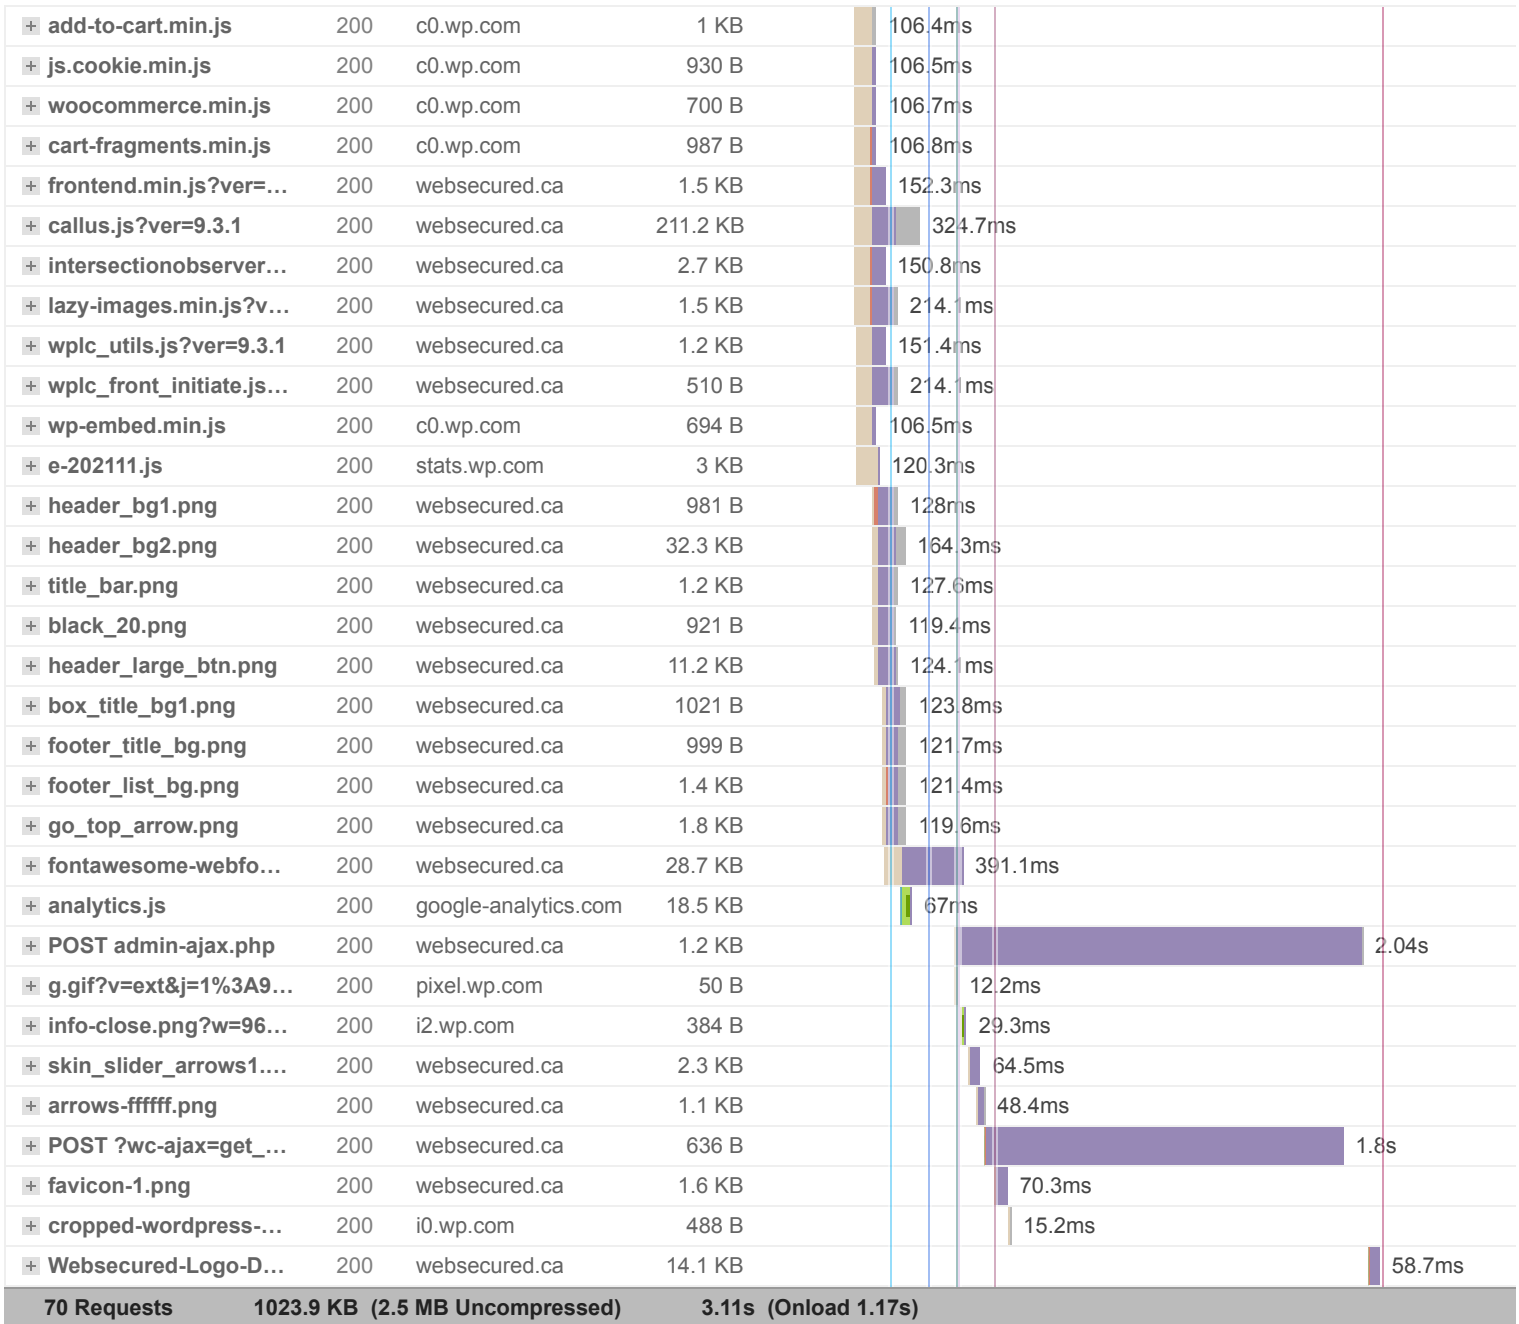 add-to-cart.min.js 200 c0.wp.com 1 KB 106.4ms
js.cookie.min.js 200 c0.wp.com 930 B 106.5ms
woocommerce.min.js 200 c0.wp.com 700 B 106.7ms
cart-fragments.min.js 200 c0.wp.com 987 B 106.8ms
frontend.min.js?ver=… 200 websecured.ca 1.5 KB 152.3ms
callus.js?ver=9.3.1 200 websecured.ca 211.2 KB 324.7ms
intersectionobserver… 200 websecured.ca 2.7 KB 150.8ms
lazy-images.min.js?v… 200 websecured.ca 1.5 KB 214.1ms
wplc_utils.js?ver=9.3.1 200 websecured.ca 1.2 KB 151.4ms
wplc_front_initiate.js… 200 websecured.ca 510 B 214.1ms
wp-embed.min.js 200 c0.wp.com 694 B 106.5ms
e-202111.js 200 stats.wp.com 3 KB 120.3ms
header_bg1.png 200 websecured.ca 981 B 128ms
header_bg2.png 200 websecured.ca 32.3 KB 164.3ms
title_bar.png 200 websecured.ca 1.2 KB 127.6ms
black_20.png 200 websecured.ca 921 B 119.4ms
header_large_btn.png 200 websecured.ca 11.2 KB 124.1ms
box_title_bg1.png 200 websecured.ca 1021 B 123.8ms
footer_title_bg.png 200 websecured.ca 999 B 121.7ms
footer_list_bg.png 200 websecured.ca 1.4 KB 121.4ms
go_top_arrow.png 200 websecured.ca 1.8 KB 119.6ms
fontawesome-webfo… 200 websecured.ca 28.7 KB 391.1ms
analytics.js 200 google-analytics.com 18.5 KB 67ms
POST admin-ajax.php 200 websecured.ca 1.2 KB 2.04s
g.gif?v=ext&j=1%3A9… 200 pixel.wp.com 50 B 12.2ms
info-close.png?w=96… 200 i2.wp.com 384 B 29.3ms
skin_slider_arrows1.… 200 websecured.ca 2.3 KB 64.5ms
arrows-ffffff.png 200 websecured.ca 1.1 KB 48.4ms
POST ?wc-ajax=get_… 200 websecured.ca 636 B 1.8s
favicon-1.png 200 websecured.ca 1.6 KB 70.3ms
cropped-wordpress-… 200 i0.wp.com 488 B 15.2ms
Websecured-Logo-D… 200 websecured.ca 14.1 KB 58.7ms
70 Requests 1023.9 KB (2.5 MB Uncompressed) 3.11s (Onload 1.17s)